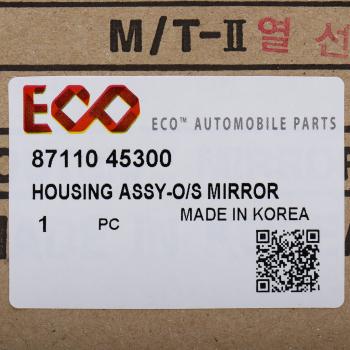 M/T-II 열 선
ECO
ECO™ AUTOMOBILE PARTS
87110 45300
HOUSING ASSY-O/S MIRROR
1 PC MADE IN KOREA